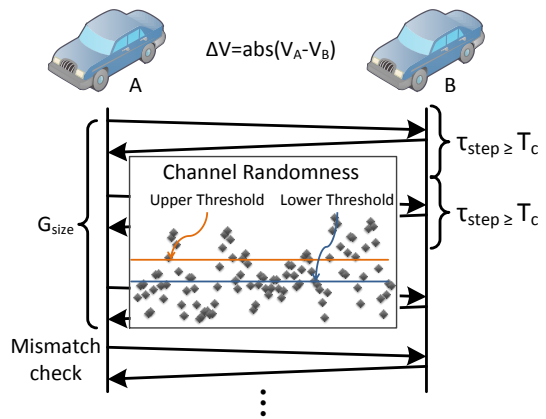 ΔV=abs(V_A-V_B)
A
B
τ_step ≥ T_c
Channel Randomness
Upper Threshold
Lower Threshold
τ_step ≥ T_c
G_size
Mismatch
check